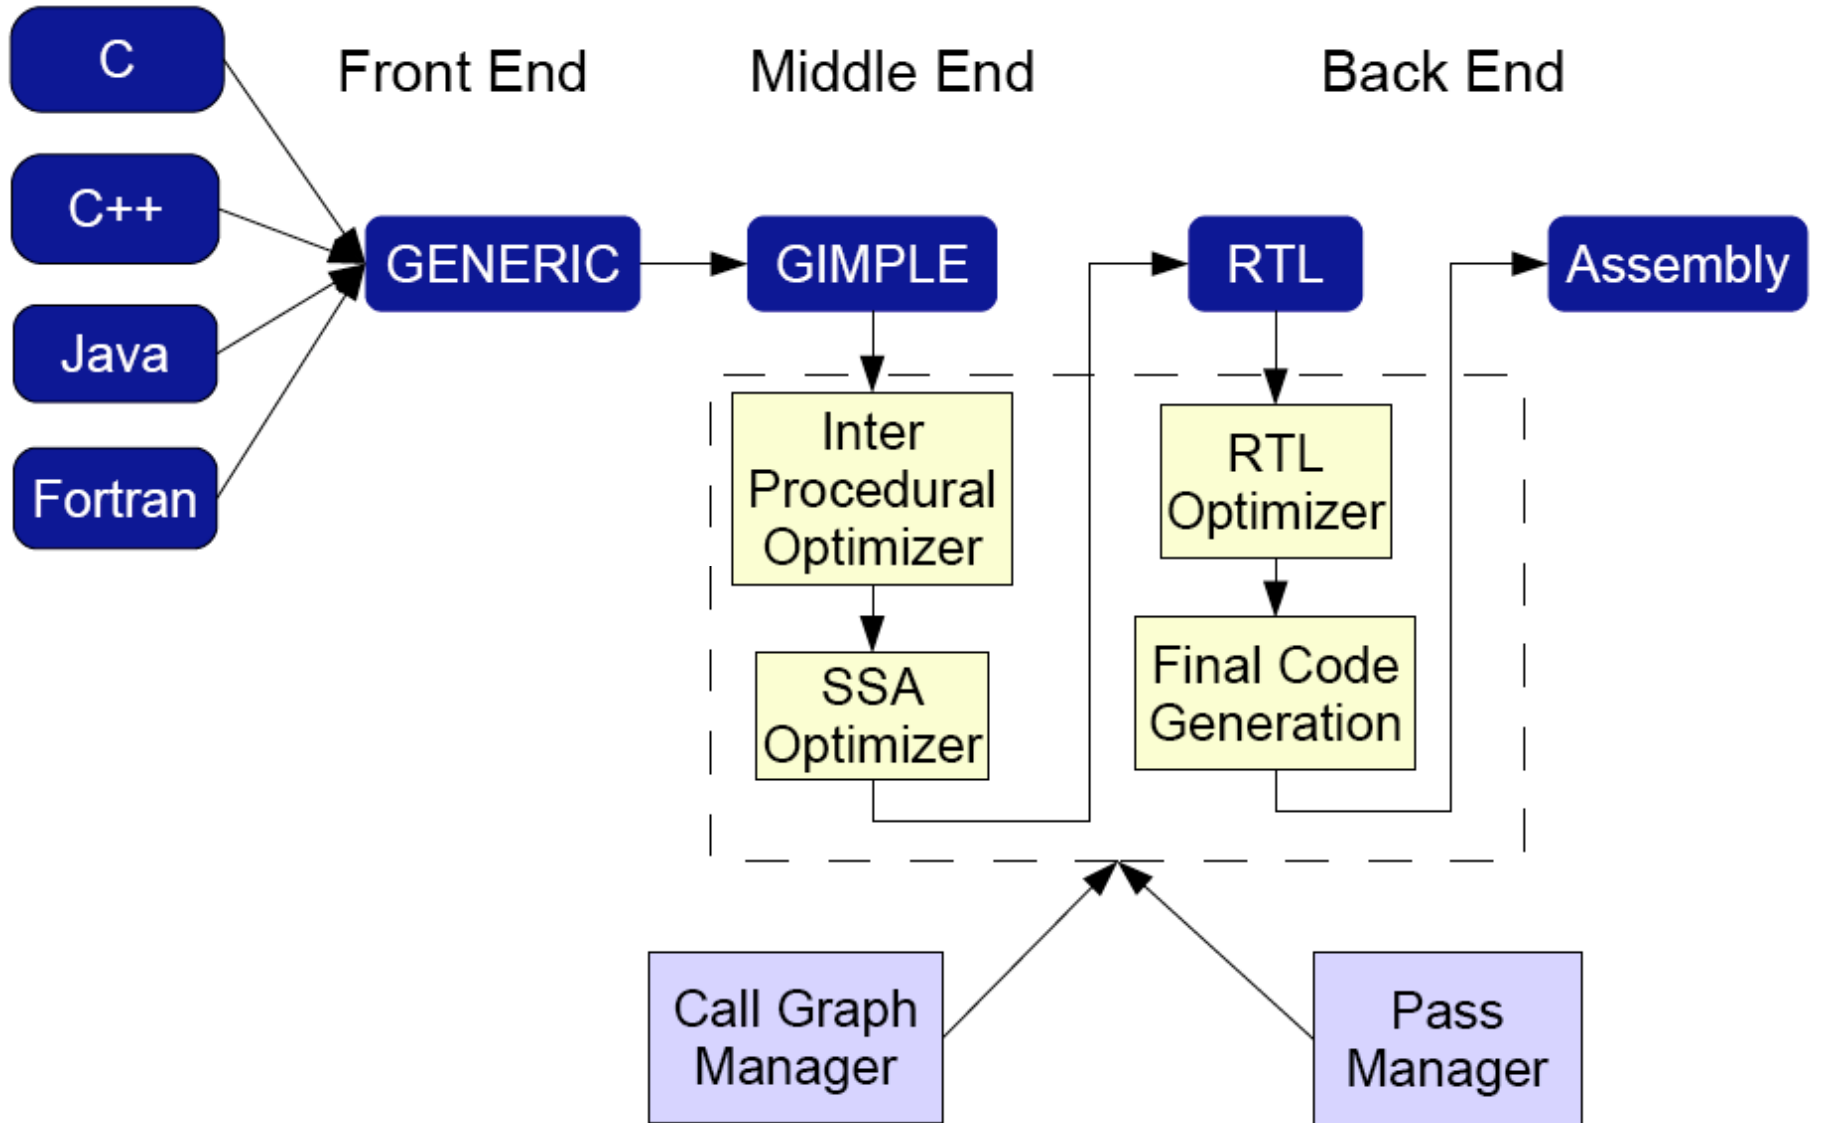 C
Front End
Middle End
Back End
C++
GENERIC
GIMPLE
RTL
Assembly
Java
Fortran
Inter
Procedural
Optimizer
RTL
Optimizer
SSA
Optimizer
Final Code
Generation
Call Graph
Manager
Pass
Manager